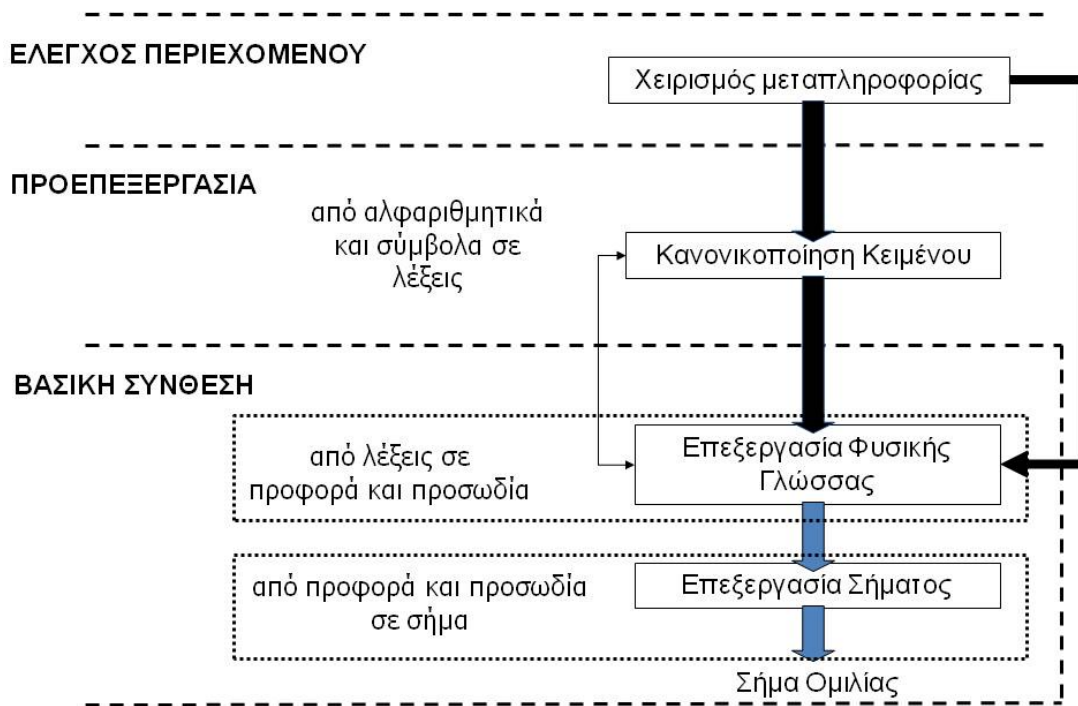 ΕΛΕΓΧΟΣ ΠΕΡΙΕΧΟΜΕΝΟΥ
Χειρισμός μεταπληροφορίας
ΠΡΟΕΠΕΞΕΡΓΑΣΙΑ
από αλφαριθμητικά
και σύμβολα σε
λέξεις
Κανονικοποίηση Κειμένου
ΒΑΣΙΚΗ ΣΥΝΘΕΣΗ
από λέξεις σε
προφορά και προσωδία
Επεξεργασία Φυσικής
Γλώσσας
από προφορά και προσωδία
σε σήμα
Επεξεργασία Σήματος
Σήμα Ομιλίας